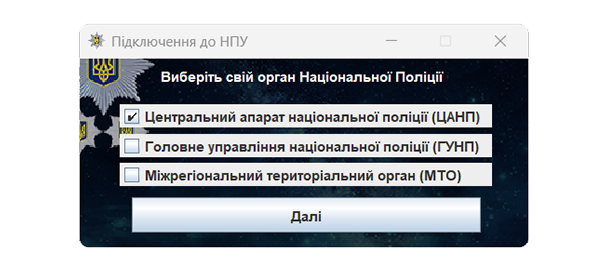 Підключення до НПУ
Виберіть свій орган Національної Поліції
Центральний апарат національної поліції (ЦАНП)
Головне управління національної поліції (ГУНП)
Міжрегіональний територіальний орган (МТО)
Далі